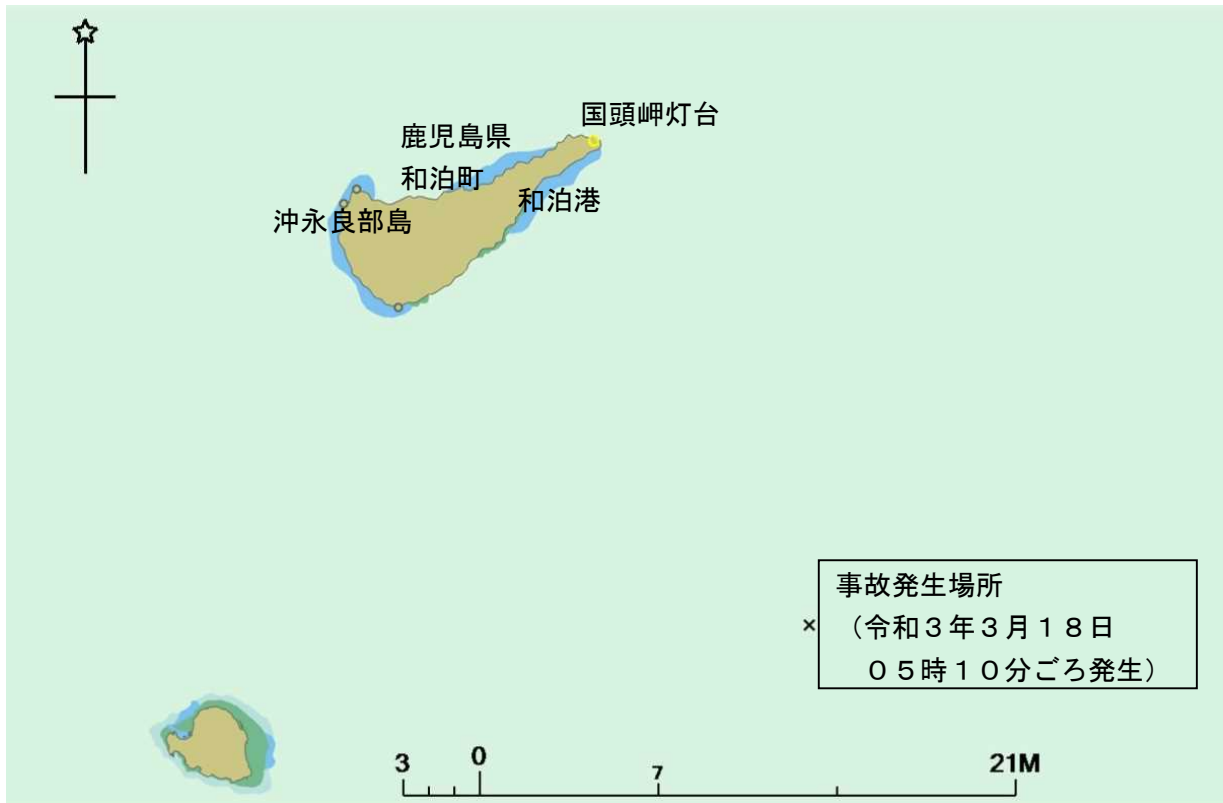 国頭岬灯台
鹿児島県
和泊町
和泊港
沖永良部島
事故発生場所
（令和３年３月１８日
０５時１０分ごろ発生）
3 0 7 21M